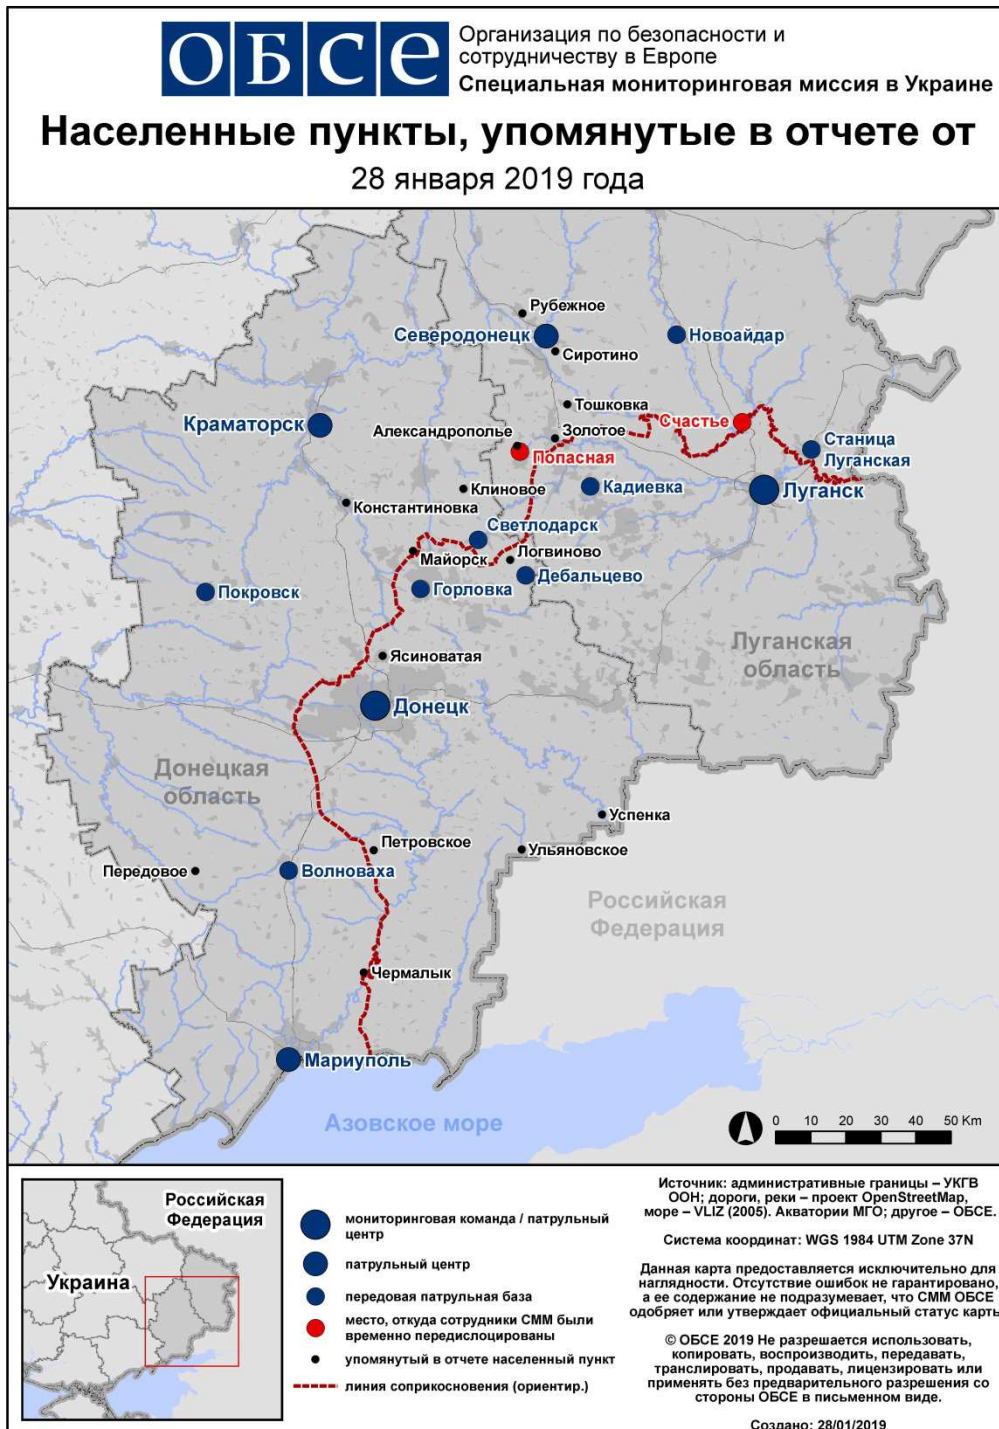 ОБСЕ
Организация по безопасности и
сотрудничеству в Европе
Специальная мониторинговая миссия в Украине
Населенные пункты, упомянутые в отчете от
28 января 2019 года
Рубежное
Северодонецк
Новоайдар
Сиротино
Тошковка
Краматорск
Счастье
Александрополье
Золотое
Станица
Луганская
Попасная
Кадиевка
Луганск
Клиновое
Константиновка
Светлодарск
Майорск
Логвиново
Дебальцево
Покровск
Горловка
Луганская
область
Ясиноватая
Донецк
Донецкая
область
Успенка
Петровское
Ульяновское
Передовое
Волноваха
Российская
Федерация
Чермалык
Мариуполь
Азовское море
0 10 20 30 40 50 Km
Российская
Федерация
Украина
мониторинговая команда / патрульный
центр
патрульный центр
передовая патрульная база
место, откуда сотрудники СММ были
временно передислоцированы
упомянутый в отчете населенный пункт
линия соприкосновения (ориентир.)
Источник: административные границы – УКГВ
ООН; дороги, реки – проект OpenStreetMap,
море – VLIZ (2005). Акватории МГО; другое – ОБСЕ.
Система координат: WGS 1984 UTM Zone 37N
Данная карта предоставляется исключительно для
наглядности. Отсутствие ошибок не гарантировано,
а ее содержание не подразумевает, что СММ ОБСЕ
одобряет или утверждает официальный статус карты
© ОБСЕ 2019 Не разрешается использовать,
копировать, воспроизводить, передавать,
транслировать, продавать, лицензировать или
применять без предварительного разрешения со
стороны ОБСЕ в письменном виде.
Создано: 28/01/2019